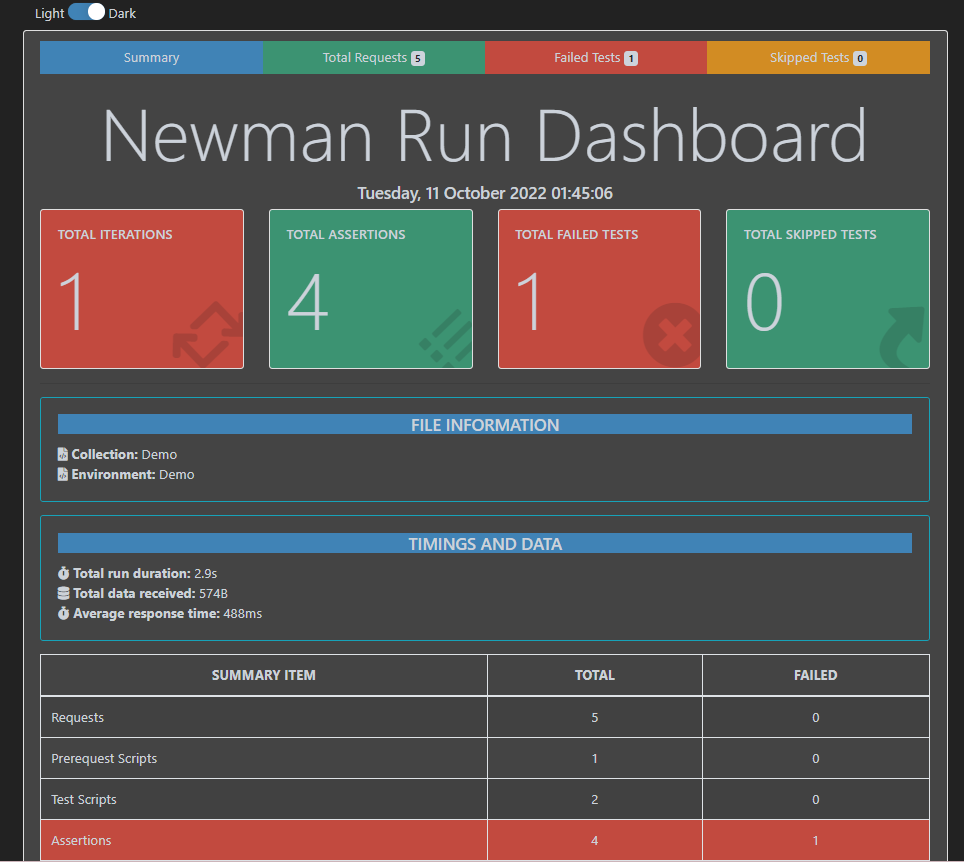 Light Dark
Summary Total Requests 5 Failed Tests 1 Skipped Tests 0
Newman Run Dashboard
Tuesday, 11 October 2022 01:45:06
TOTAL ITERATIONS TOTAL ASSERTIONS TOTAL FAILED TESTS TOTAL SKIPPED TESTS
1 4 1 0
FILE INFORMATION
Collection: Demo
Environment: Demo
TIMINGS AND DATA
Total run duration: 2.9s
Total data received: 574B
Average response time: 488ms
SUMMARY ITEM TOTAL FAILED
Requests 5 0
Prerequest Scripts 1 0
Test Scripts 2 0
Assertions 4 1